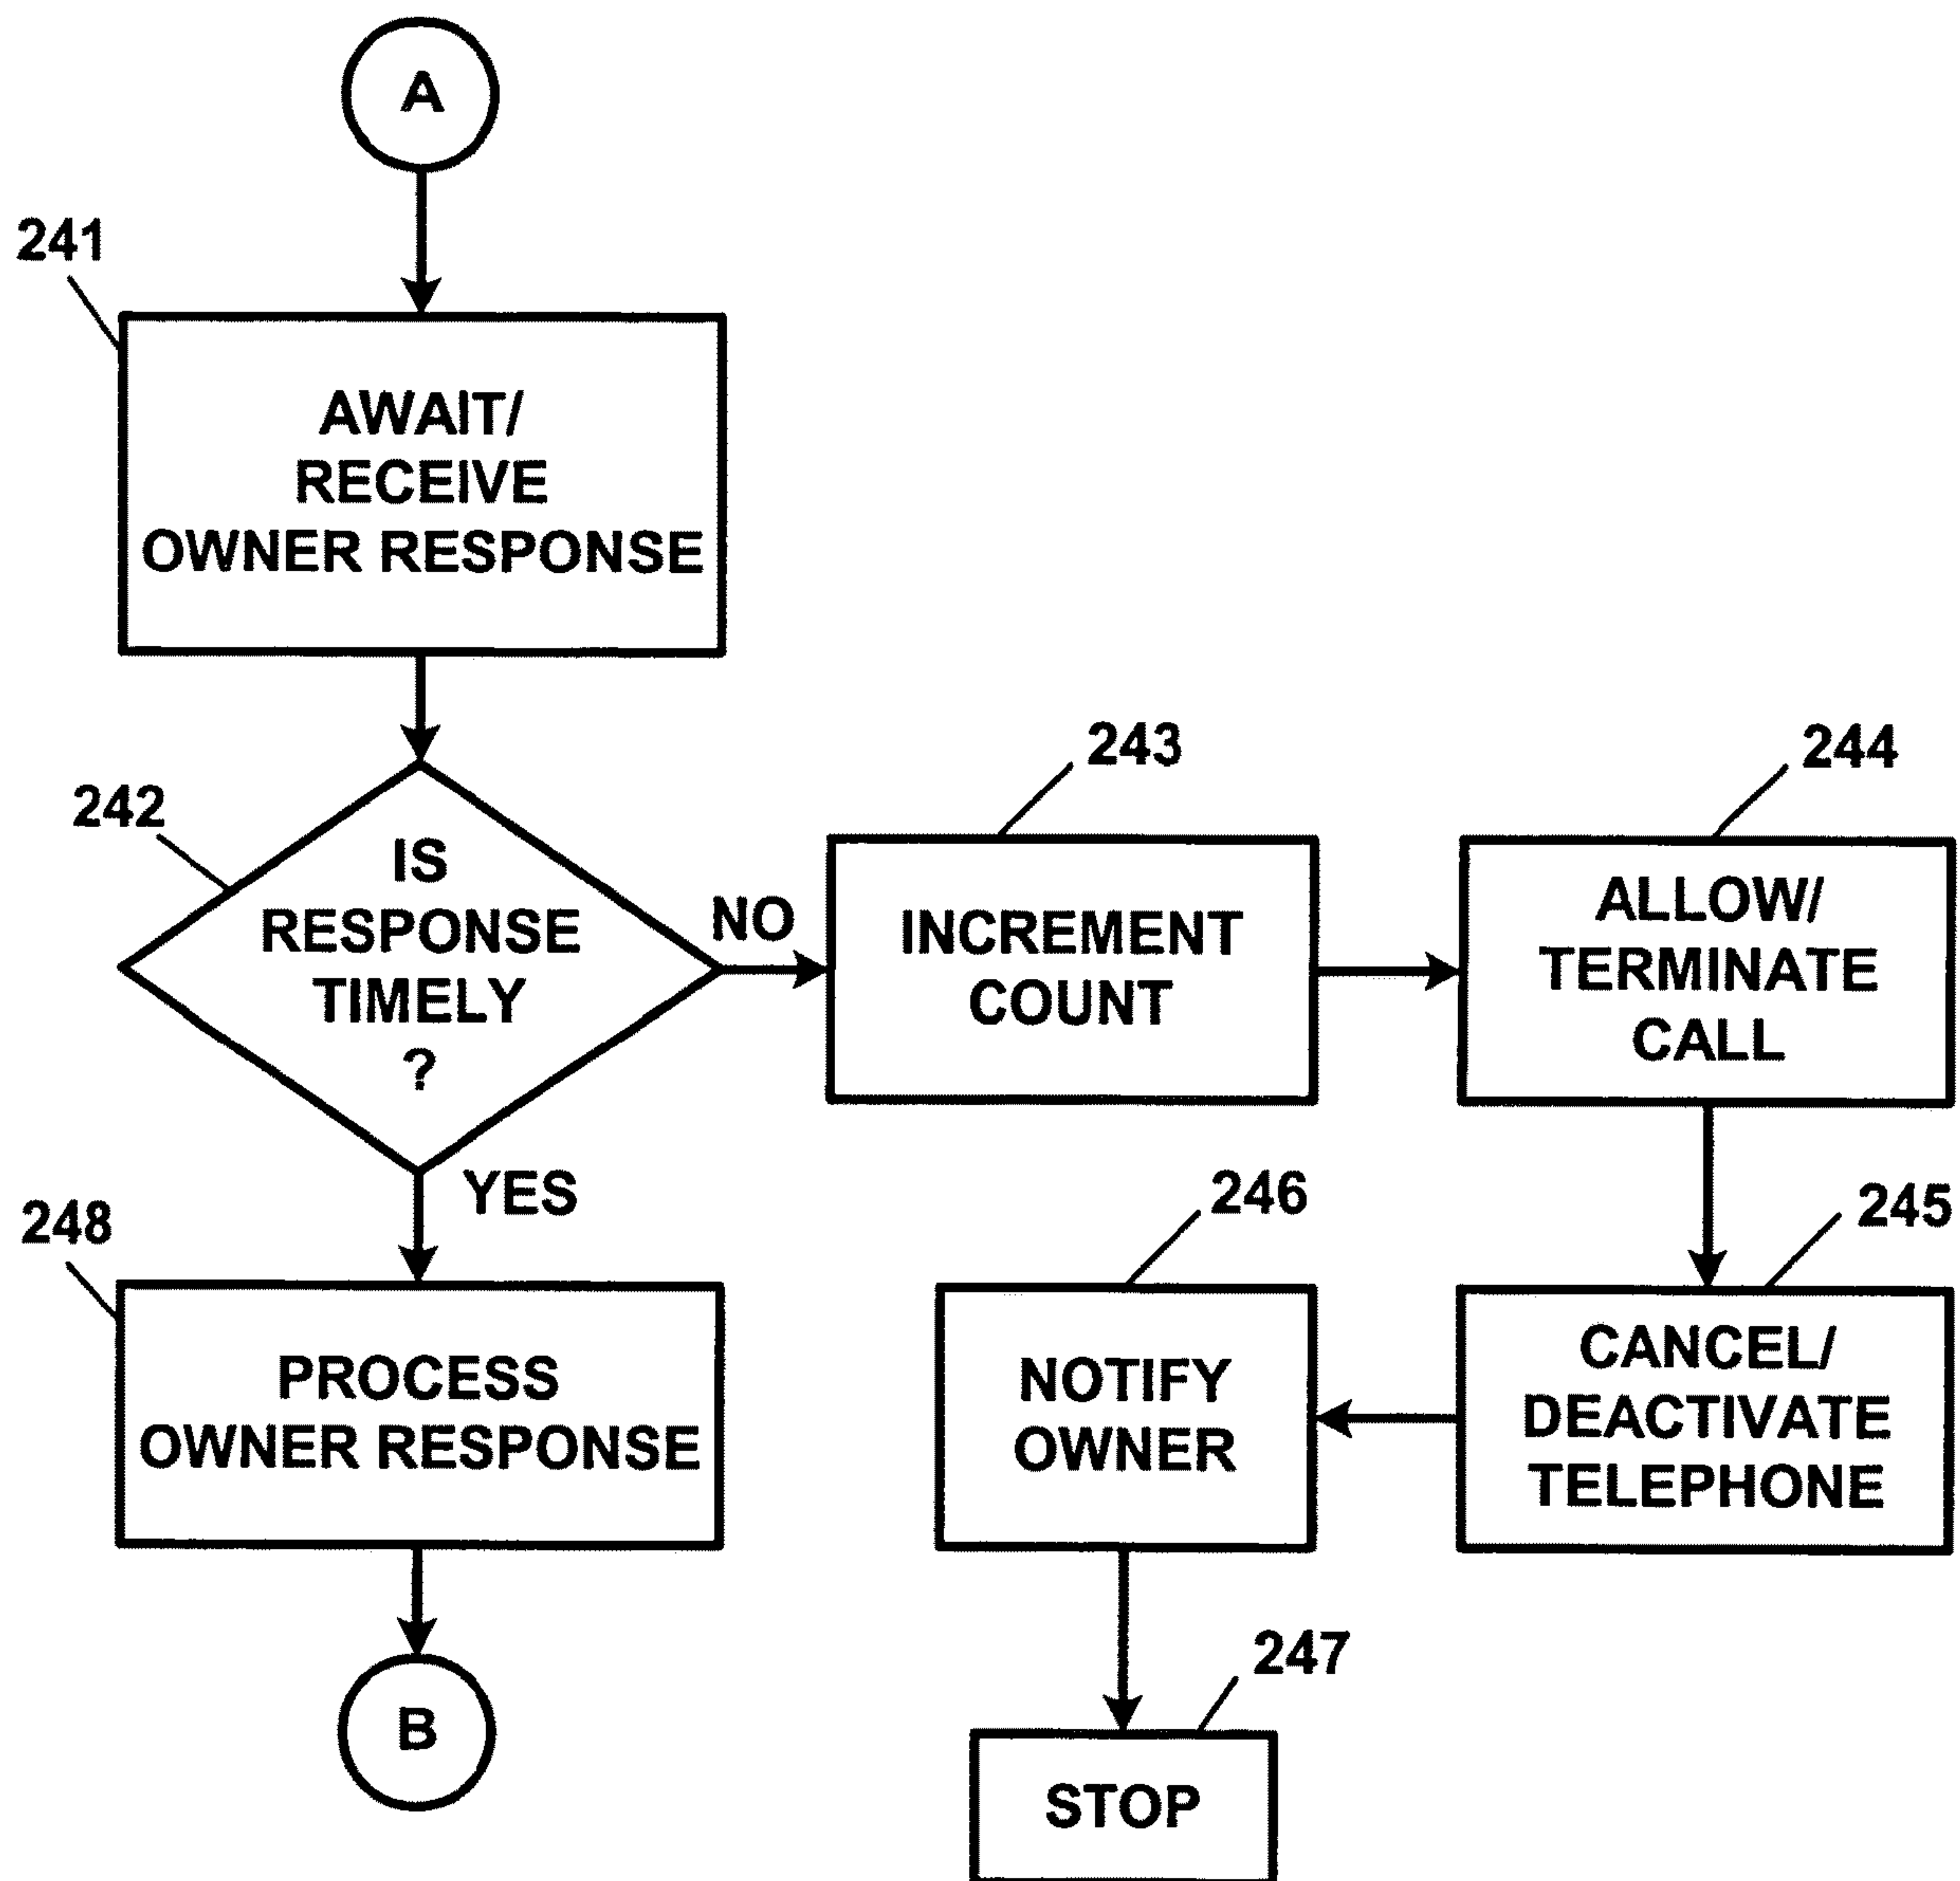 A
241
AWAIT/
RECEIVE
OWNER RESPONSE
242
IS
RESPONSE
TIMELY
?
NO
243
INCREMENT
COUNT
244
ALLOW/
TERMINATE
CALL
YES
248
PROCESS
OWNER RESPONSE
246
NOTIFY
OWNER
245
CANCEL/
DEACTIVATE
TELEPHONE
B
247
STOP